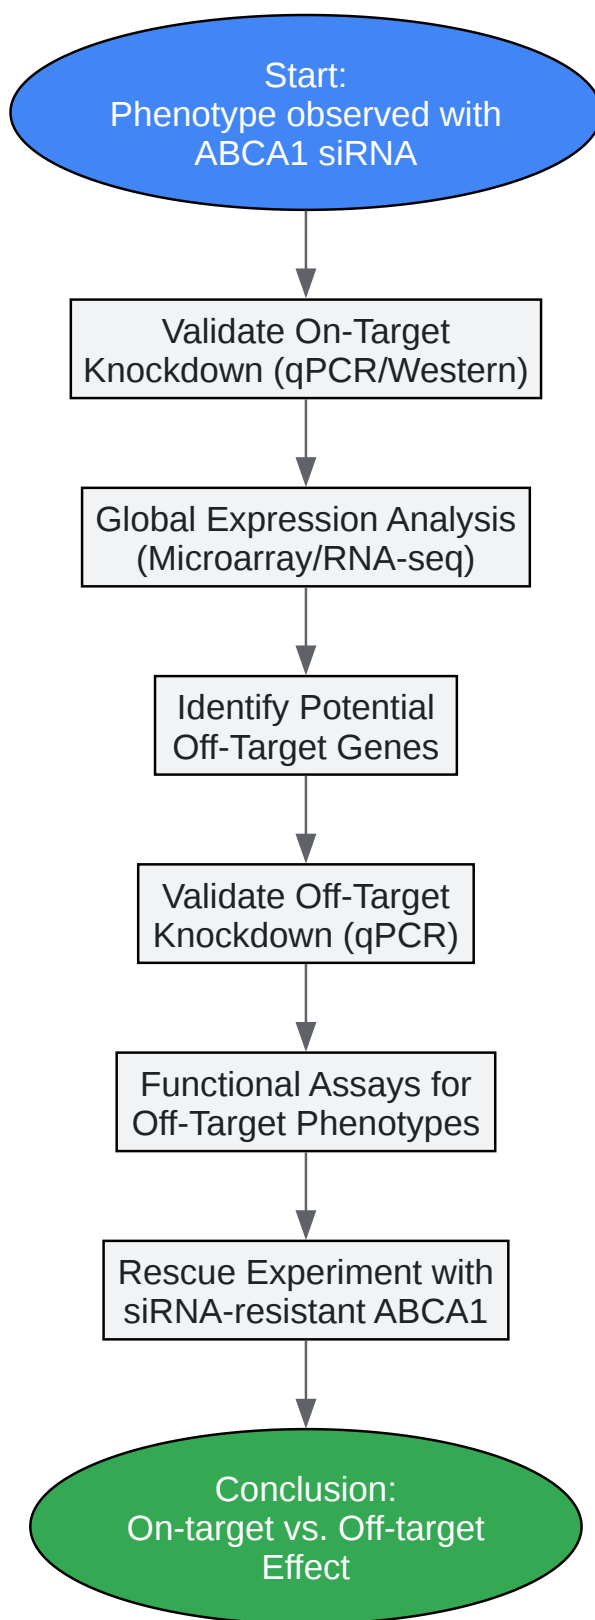 Start:
Phenotype observed with
ABCA1 siRNA
Validate On-Target
Knockdown (qPCR/Western)
Global Expression Analysis
(Microarray/RNA-seq)
Identify Potential
Off-Target Genes
Validate Off-Target
Knockdown (qPCR)
Functional Assays for
Off-Target Phenotypes
Rescue Experiment with
siRNA-resistant ABCA1
Conclusion:
On-target vs. Off-target
Effect